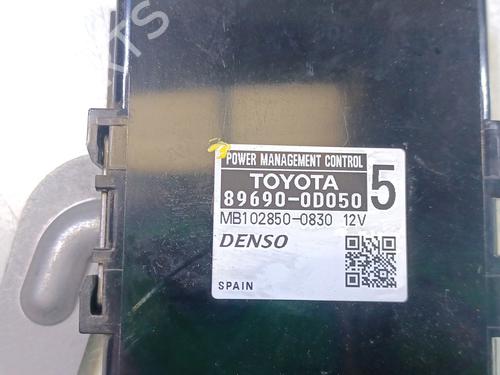 POWER MANAGEMENT CONTROL
TOYOTA
89690-0D050 5
MB102850-0830 12V
DENSO
SPAIN